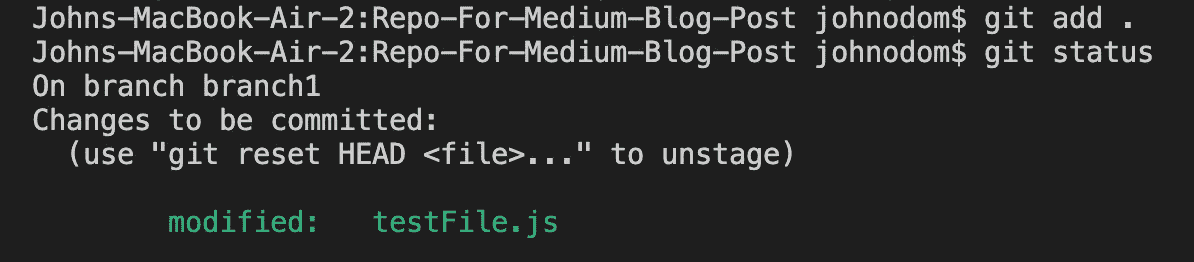 Johns-MacBook-Air-2:Repo-For-Medium-Blog-Post johnodom$ git add .
Johns-MacBook-Air-2:Repo-For-Medium-Blog-Post johnodom$ git status
On branch branch1
Changes to be committed:
  (use "git reset HEAD <file>..." to unstage)
        modified:   testFile.js